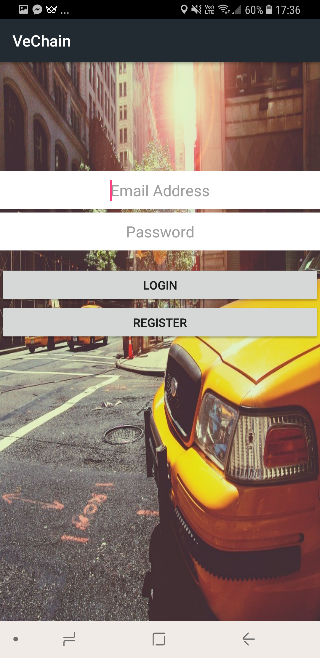 ... 60% 17:36
VeChain
Email Address
Password
LOGIN
REGISTER